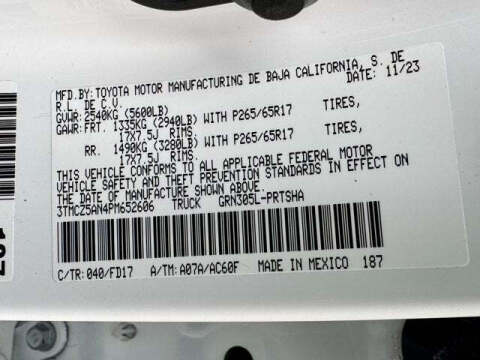 MFD.BY:TOYOTA MOTOR MANUFACTURING DE BAJA CALIFORNIA, S. DE
R.L. DE C.V. DATE: 11/23
GVWR:2540KG (5600LB)
GAWR:FRT. 1335KG (2940LB) WITH P265/65R17 TIRES,
17X7.5J RIMS.
RR. 1490KG (3280LB) WITH P265/65R17 TIRES,
17X7.5J RIMS.
THIS VEHICLE CONFORMS TO ALL APPLICABLE FEDERAL MOTOR
VEHICLE SAFETY AND THEFT PREVENTION STANDARDS IN EFFECT ON
THE DATE OF MANUFACTURE SHOWN ABOVE.
3TMCZ5AN4PM652606 TRUCK GRN305L-PRTSHA
C/TR: 040/FD17 A/TM: A07A/AC60F MADE IN MEXICO 187